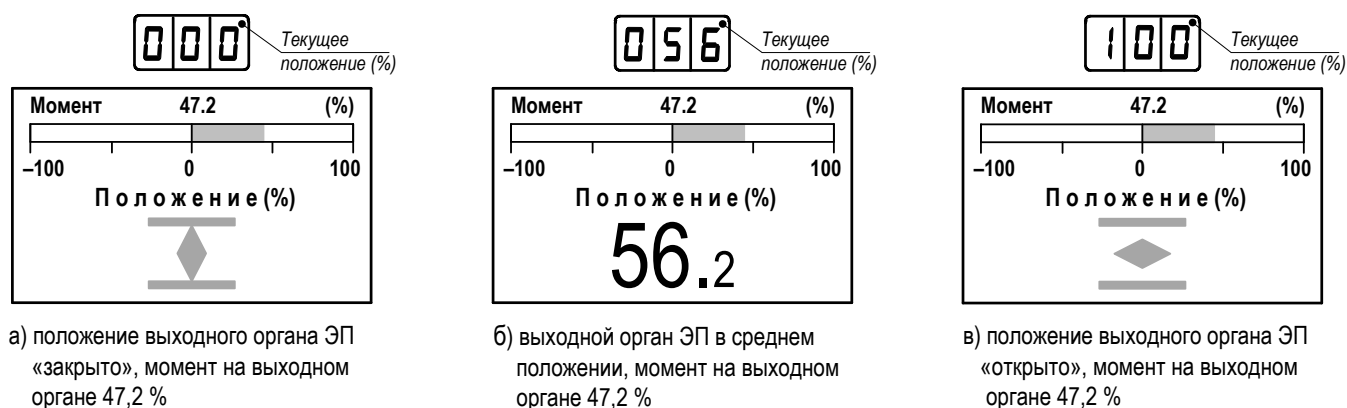 000
Текущее
положение (%)
Момент 47.2 (%)
–100 0 100
Положение (%)
а) положение выходного органа ЭП
«закрыто», момент на выходном
органе 47,2 %
056
Текущее
положение (%)
Момент 47.2 (%)
–100 0 100
Положение (%)
56.2
б) выходной орган ЭП в среднем
положении, момент на выходном
органе 47,2 %
100
Текущее
положение (%)
Момент 47.2 (%)
–100 0 100
Положение (%)
в) положение выходного органа ЭП
«открыто», момент на выходном
органе 47,2 %